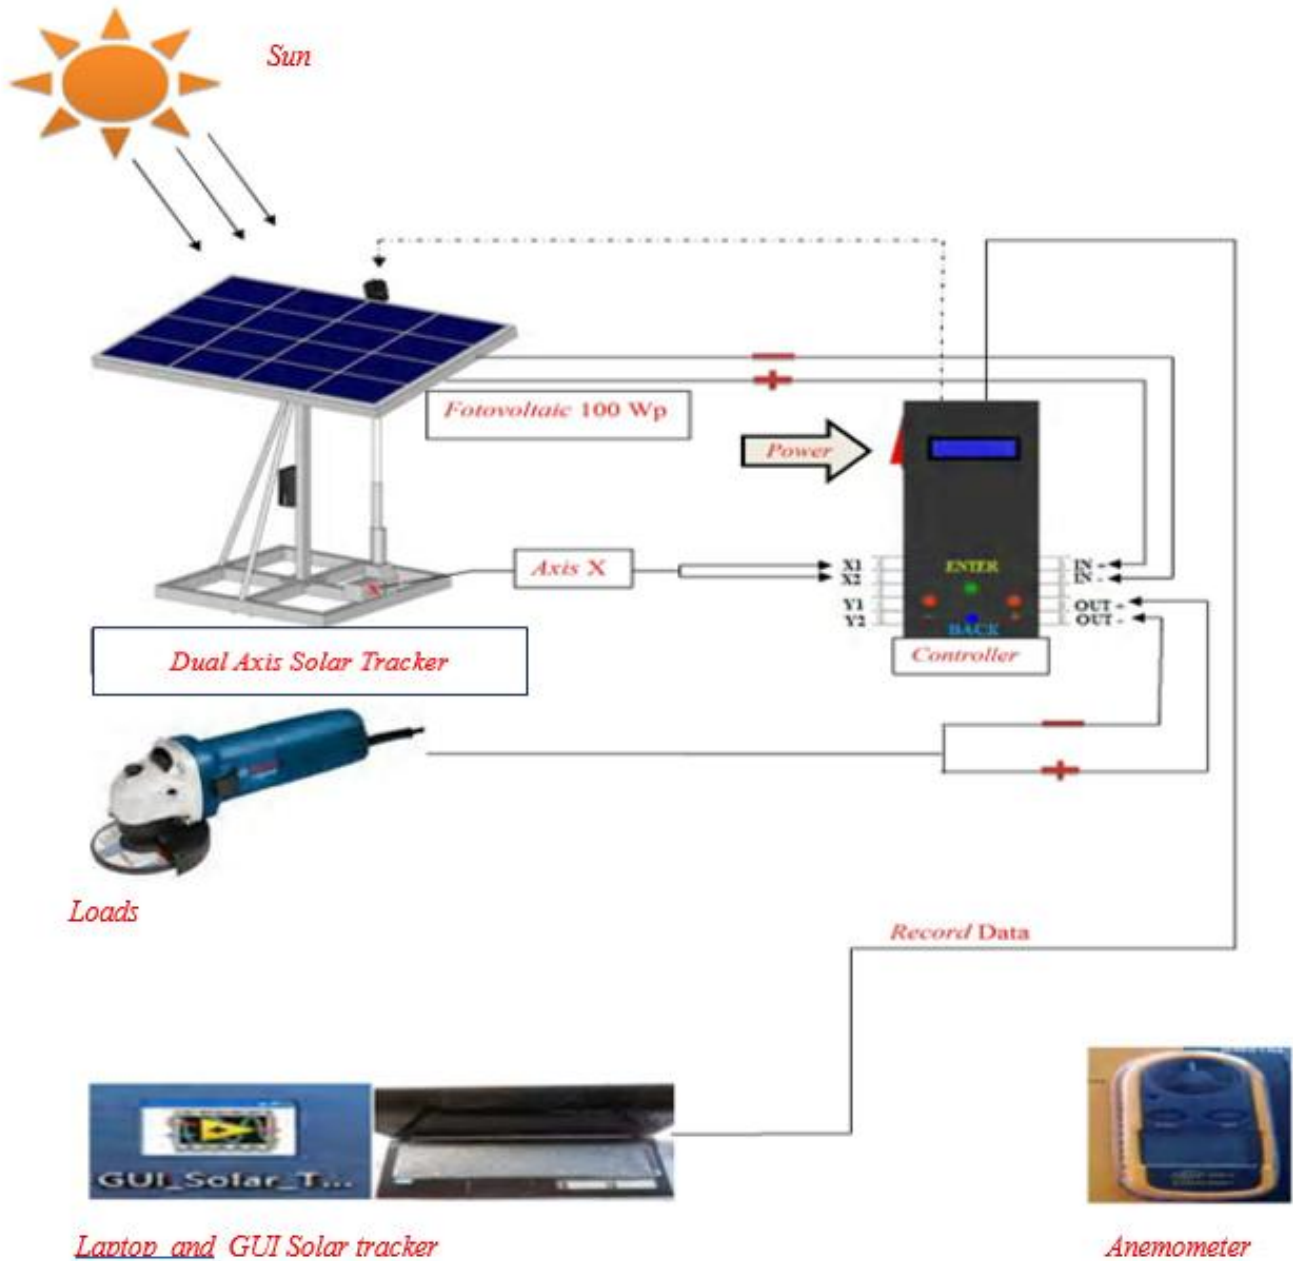 Sun
Fotovoltaic 100 Wp
Power
Axis X
X
X1
X2
Y1
Y2
ENTER
BACK
IN +
IN -
OUT +
OUT -
Controller
Dual Axis Solar Tracker
Loads
Record Data
GUI_Solar_T...
Laptop and GUI Solar tracker
Anemometer